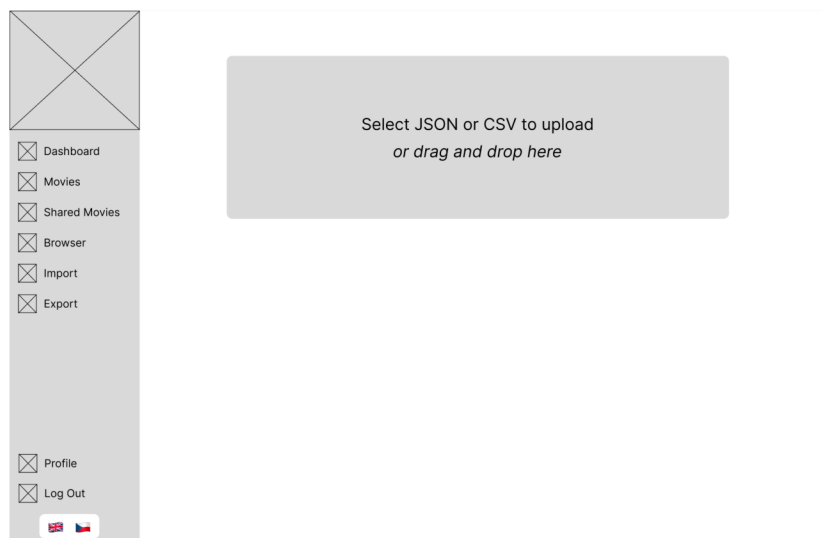 Select JSON or CSV to upload
or drag and drop here
Dashboard
Movies
Shared Movies
Browser
Import
Export
Profile
Log Out